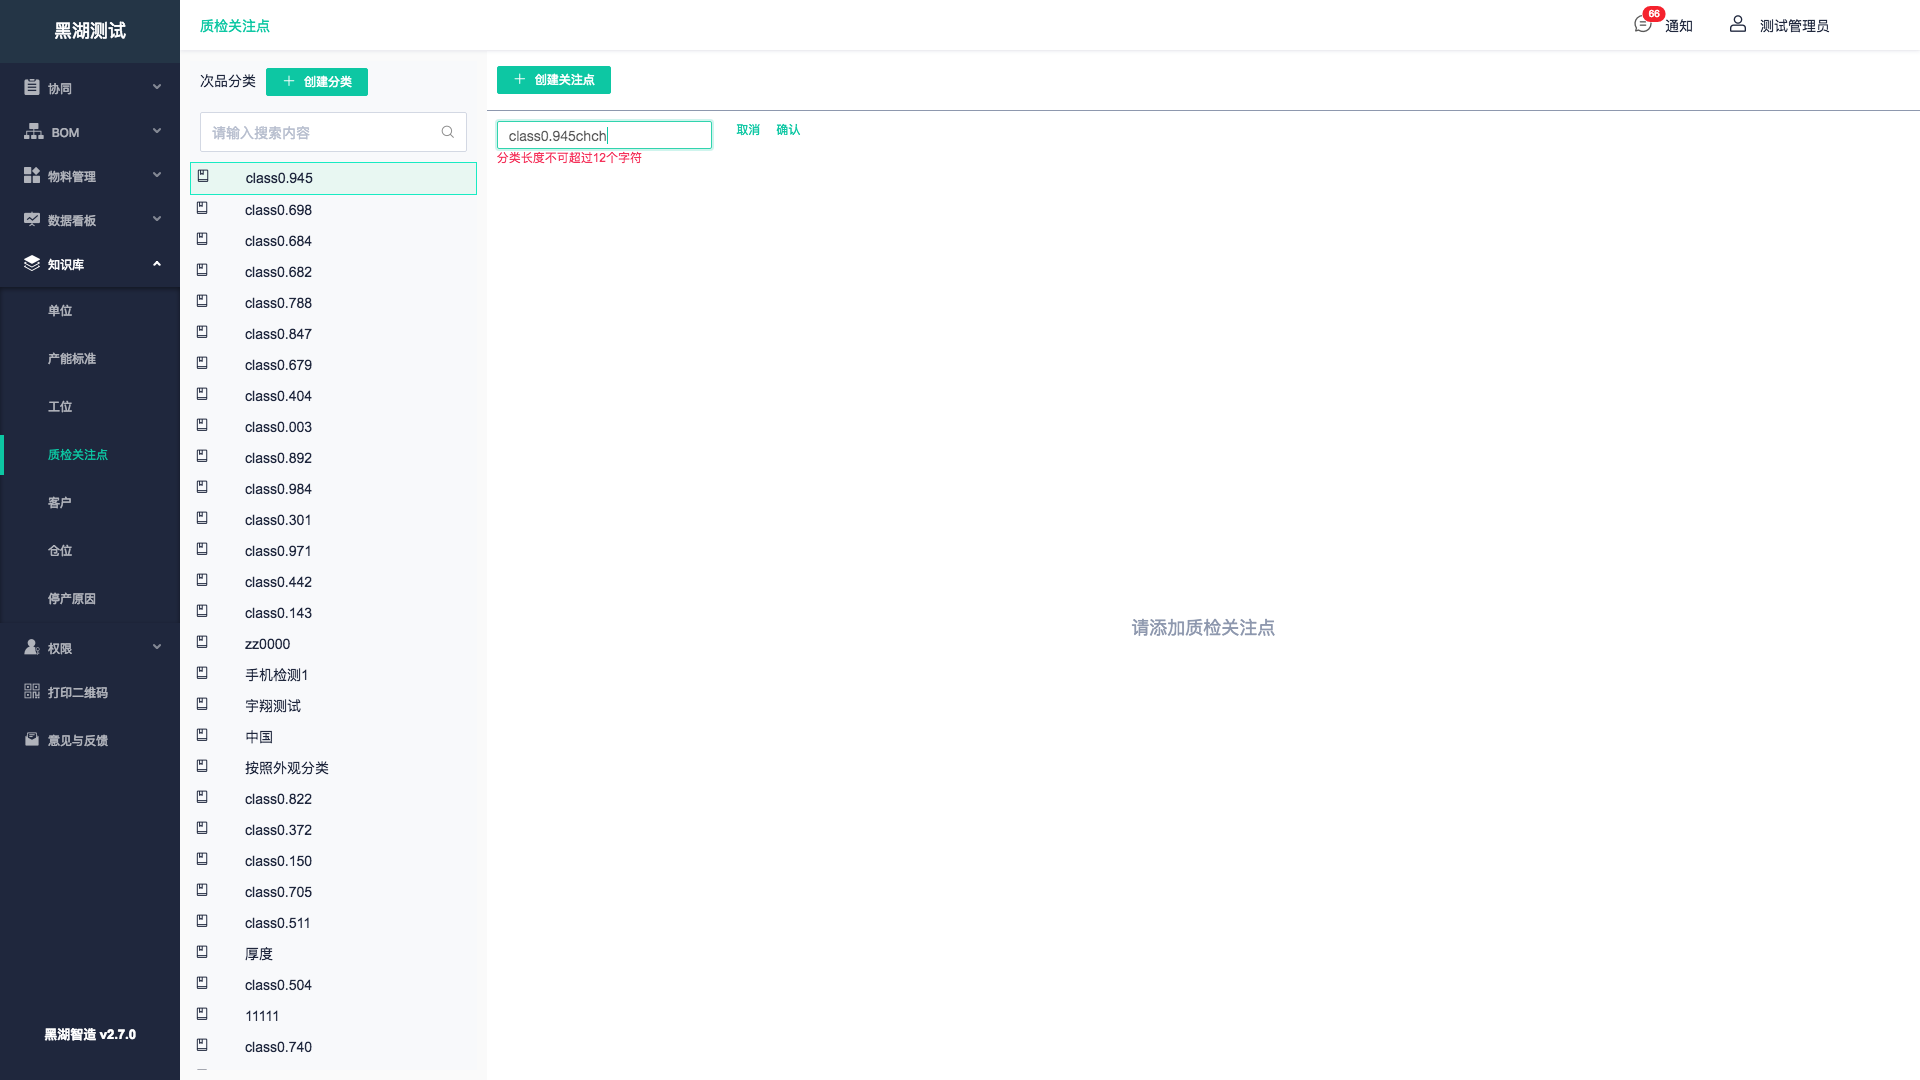 黑湖测试
协同
BOM
物料管理
数据看板
知识库
单位
产能标准
工位
质检关注点
客户
仓位
停产原因
权限
打印二维码
意见与反馈
黑湖智造 v2.7.0
质检关注点
66
通知
测试管理员
次品分类
创建分类
请输入搜索内容
class0.945
class0.698
class0.684
class0.682
class0.788
class0.847
class0.679
class0.404
class0.003
class0.892
class0.984
class0.301
class0.971
class0.442
class0.143
zz0000
手机检测1
宇翔测试
中国
按照外观分类
class0.822
class0.372
class0.150
class0.705
class0.511
厚度
class0.504
11111
class0.740
创建关注点
class0.945chch
取消
确认
分类长度不可超过12个字符
请添加质检关注点